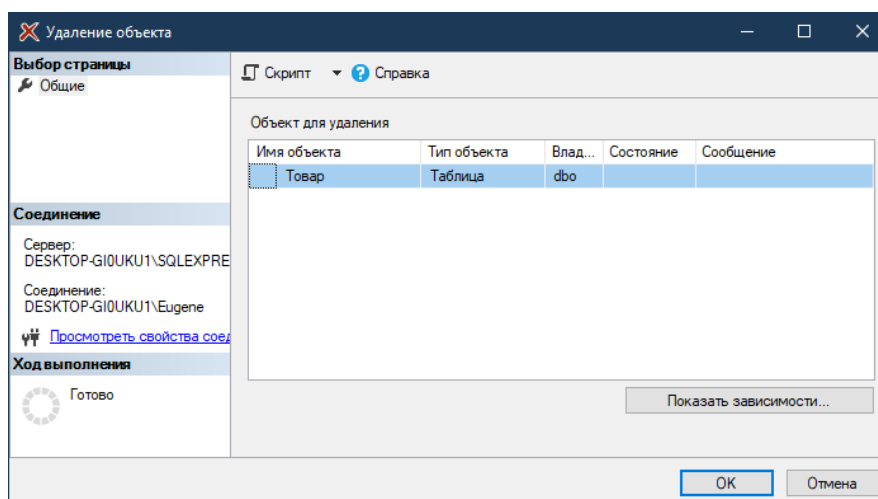 Удаление объекта
Выбор страницы
Общие
Скрипт Справка
Объект для удаления
Имя объекта Тип объекта Влад... Состояние Сообщение
Товар Таблица dbo
Соединение
Сервер:
DESKTOP-GI0UKU1\SQLEXPRE
Соединение:
DESKTOP-GI0UKU1\Eugene
Просмотреть свойства соед
Ход выполнения
Готово
Показать зависимости...
OK Отмена